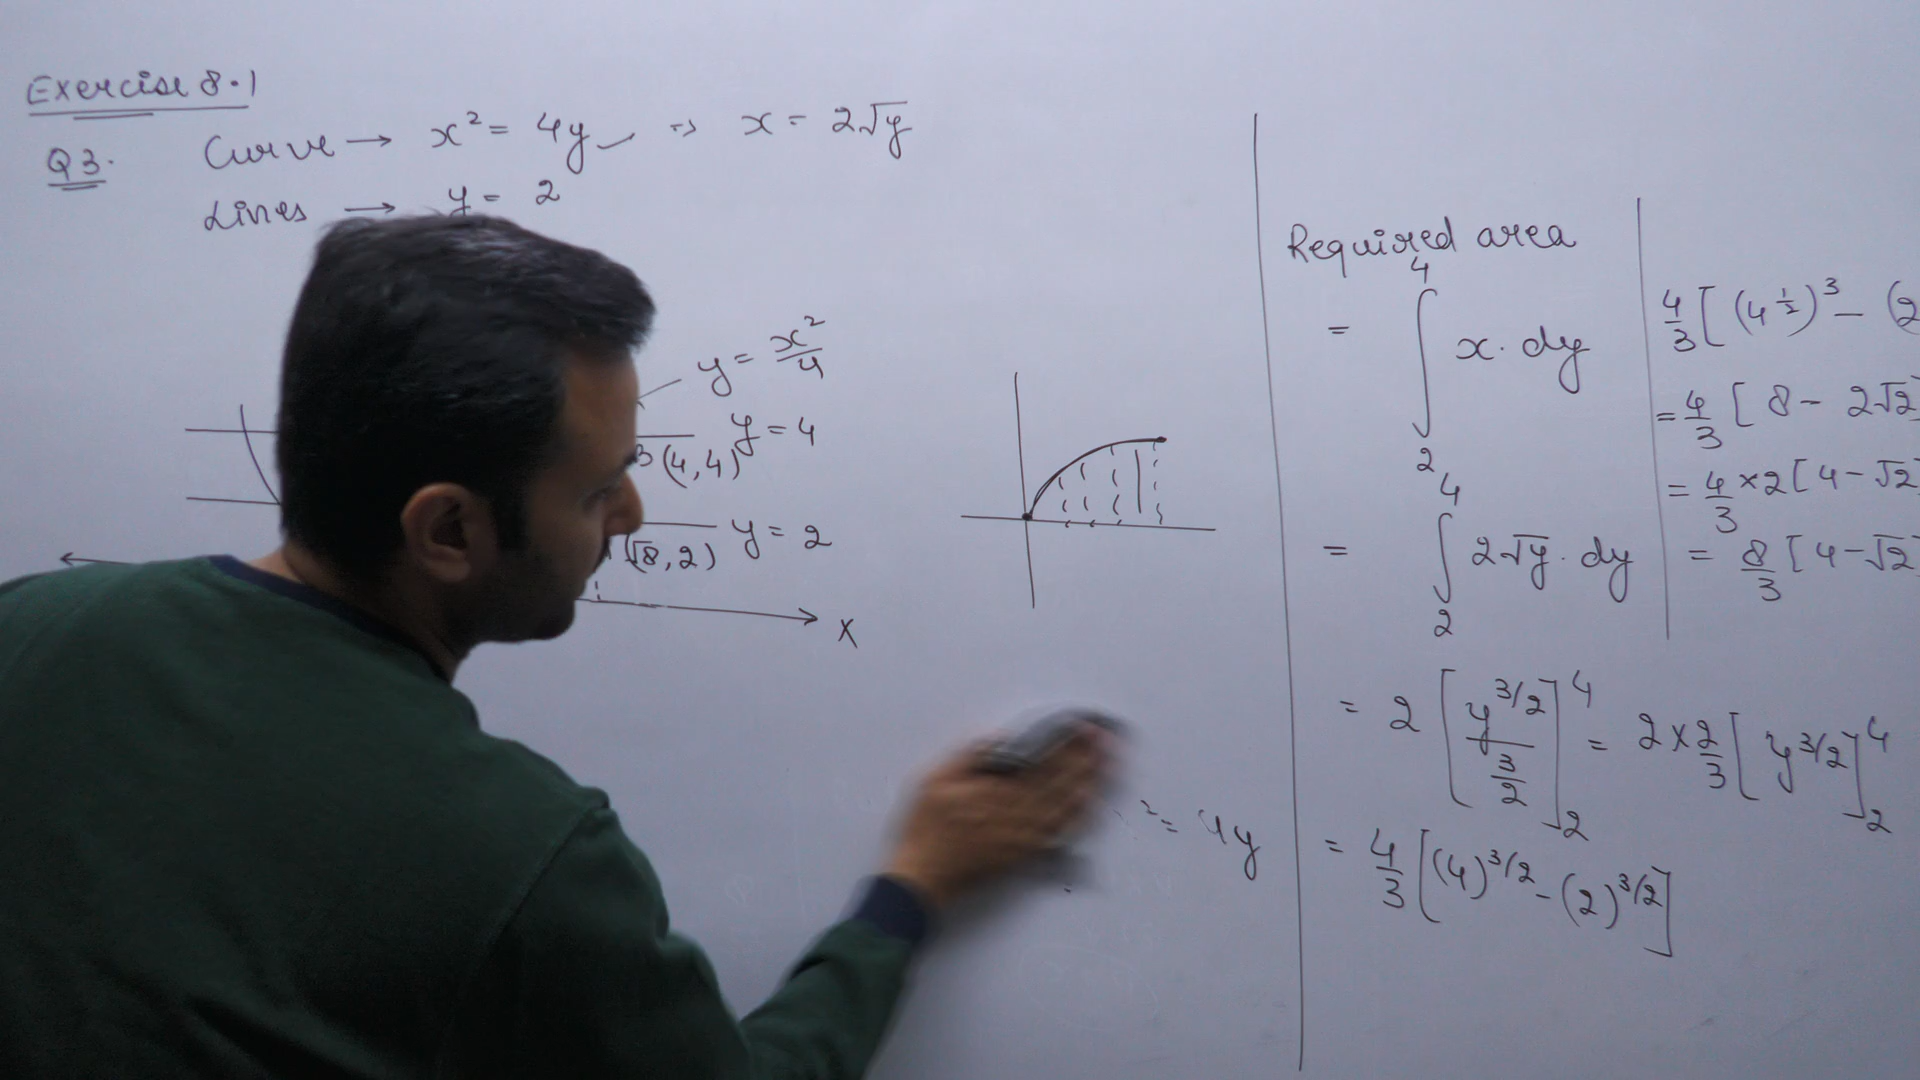 Exercise 8.1
Q3. Curve → x² = 4y ⇒ x = 2√y
Lines → y = 2
y = x²/4
y = 4
(4,4)
y = 2
(√8,2)
X
² = 4y
Required area
= ∫₂⁴ x. dy
= ∫₂⁴ 2√y. dy
= 2 [y^3/2 / 3/2]₂⁴ = 2 × 2/3 [y^3/2]₂⁴
= 4/3 [(4)^3/2 - (2)^3/2]
4/3 [(4^1/2)³ - (2
= 4/3 [8 - 2√2]
= 4/3 × 2 [4 - √2]
= 8/3 [4 - √2]